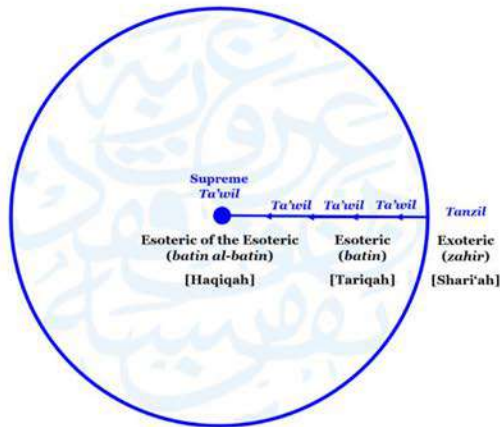 Supreme
Ta'wil
Ta'wil Ta'wil Ta'wil Tanzil
Esoteric of the Esoteric Esoteric Exoteric
(batin al-batin) (batin) (zahir)
[Haqiqah] [Tariqah] [Shari‘ah]